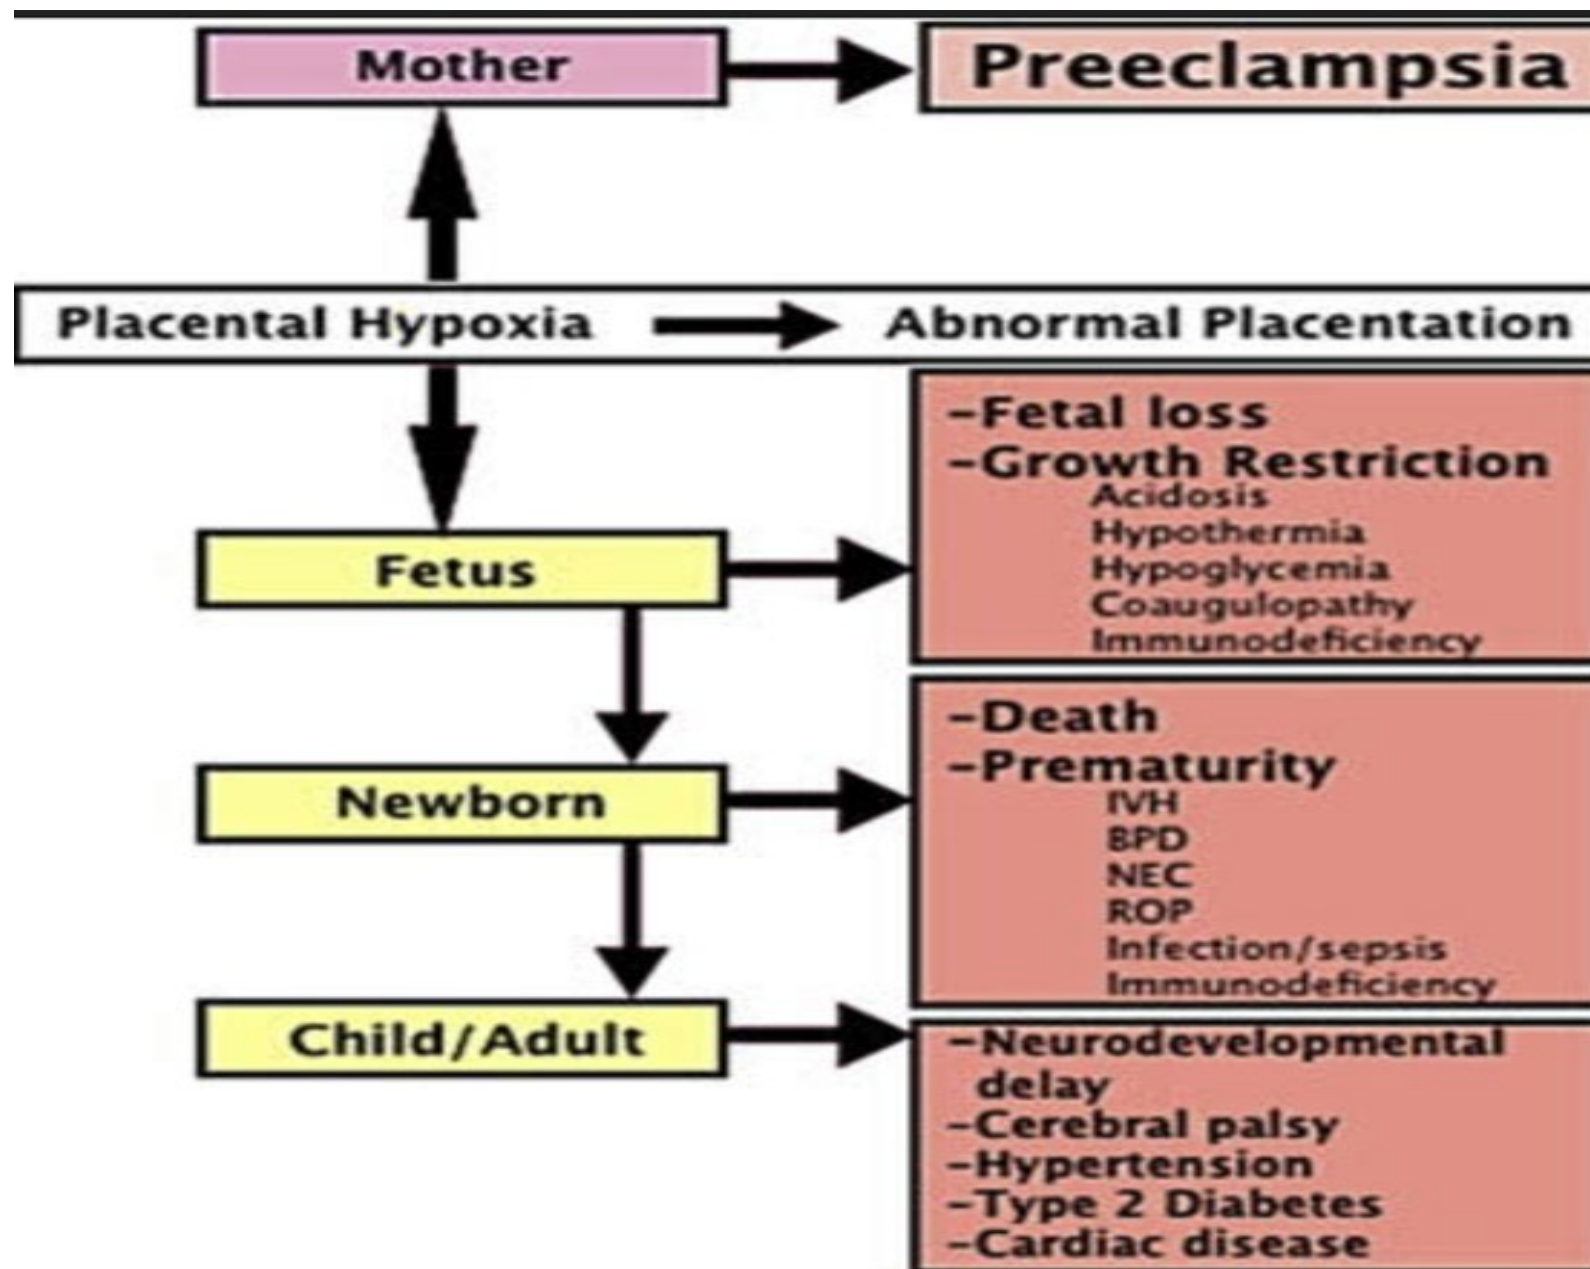 Mother
Preeclampsia
Placental Hypoxia
Abnormal Placentation
Fetus
-Fetal loss
-Growth Restriction
Acidosis
Hypothermia
Hypoglycemia
Coaugulopathy
Immunodeficiency
Newborn
-Death
-Prematurity
IVH
BPD
NEC
ROP
Infection/sepsis
Immunodeficiency
Child/Adult
-Neurodevelopmental
delay
-Cerebral palsy
-Hypertension
-Type 2 Diabetes
-Cardiac disease